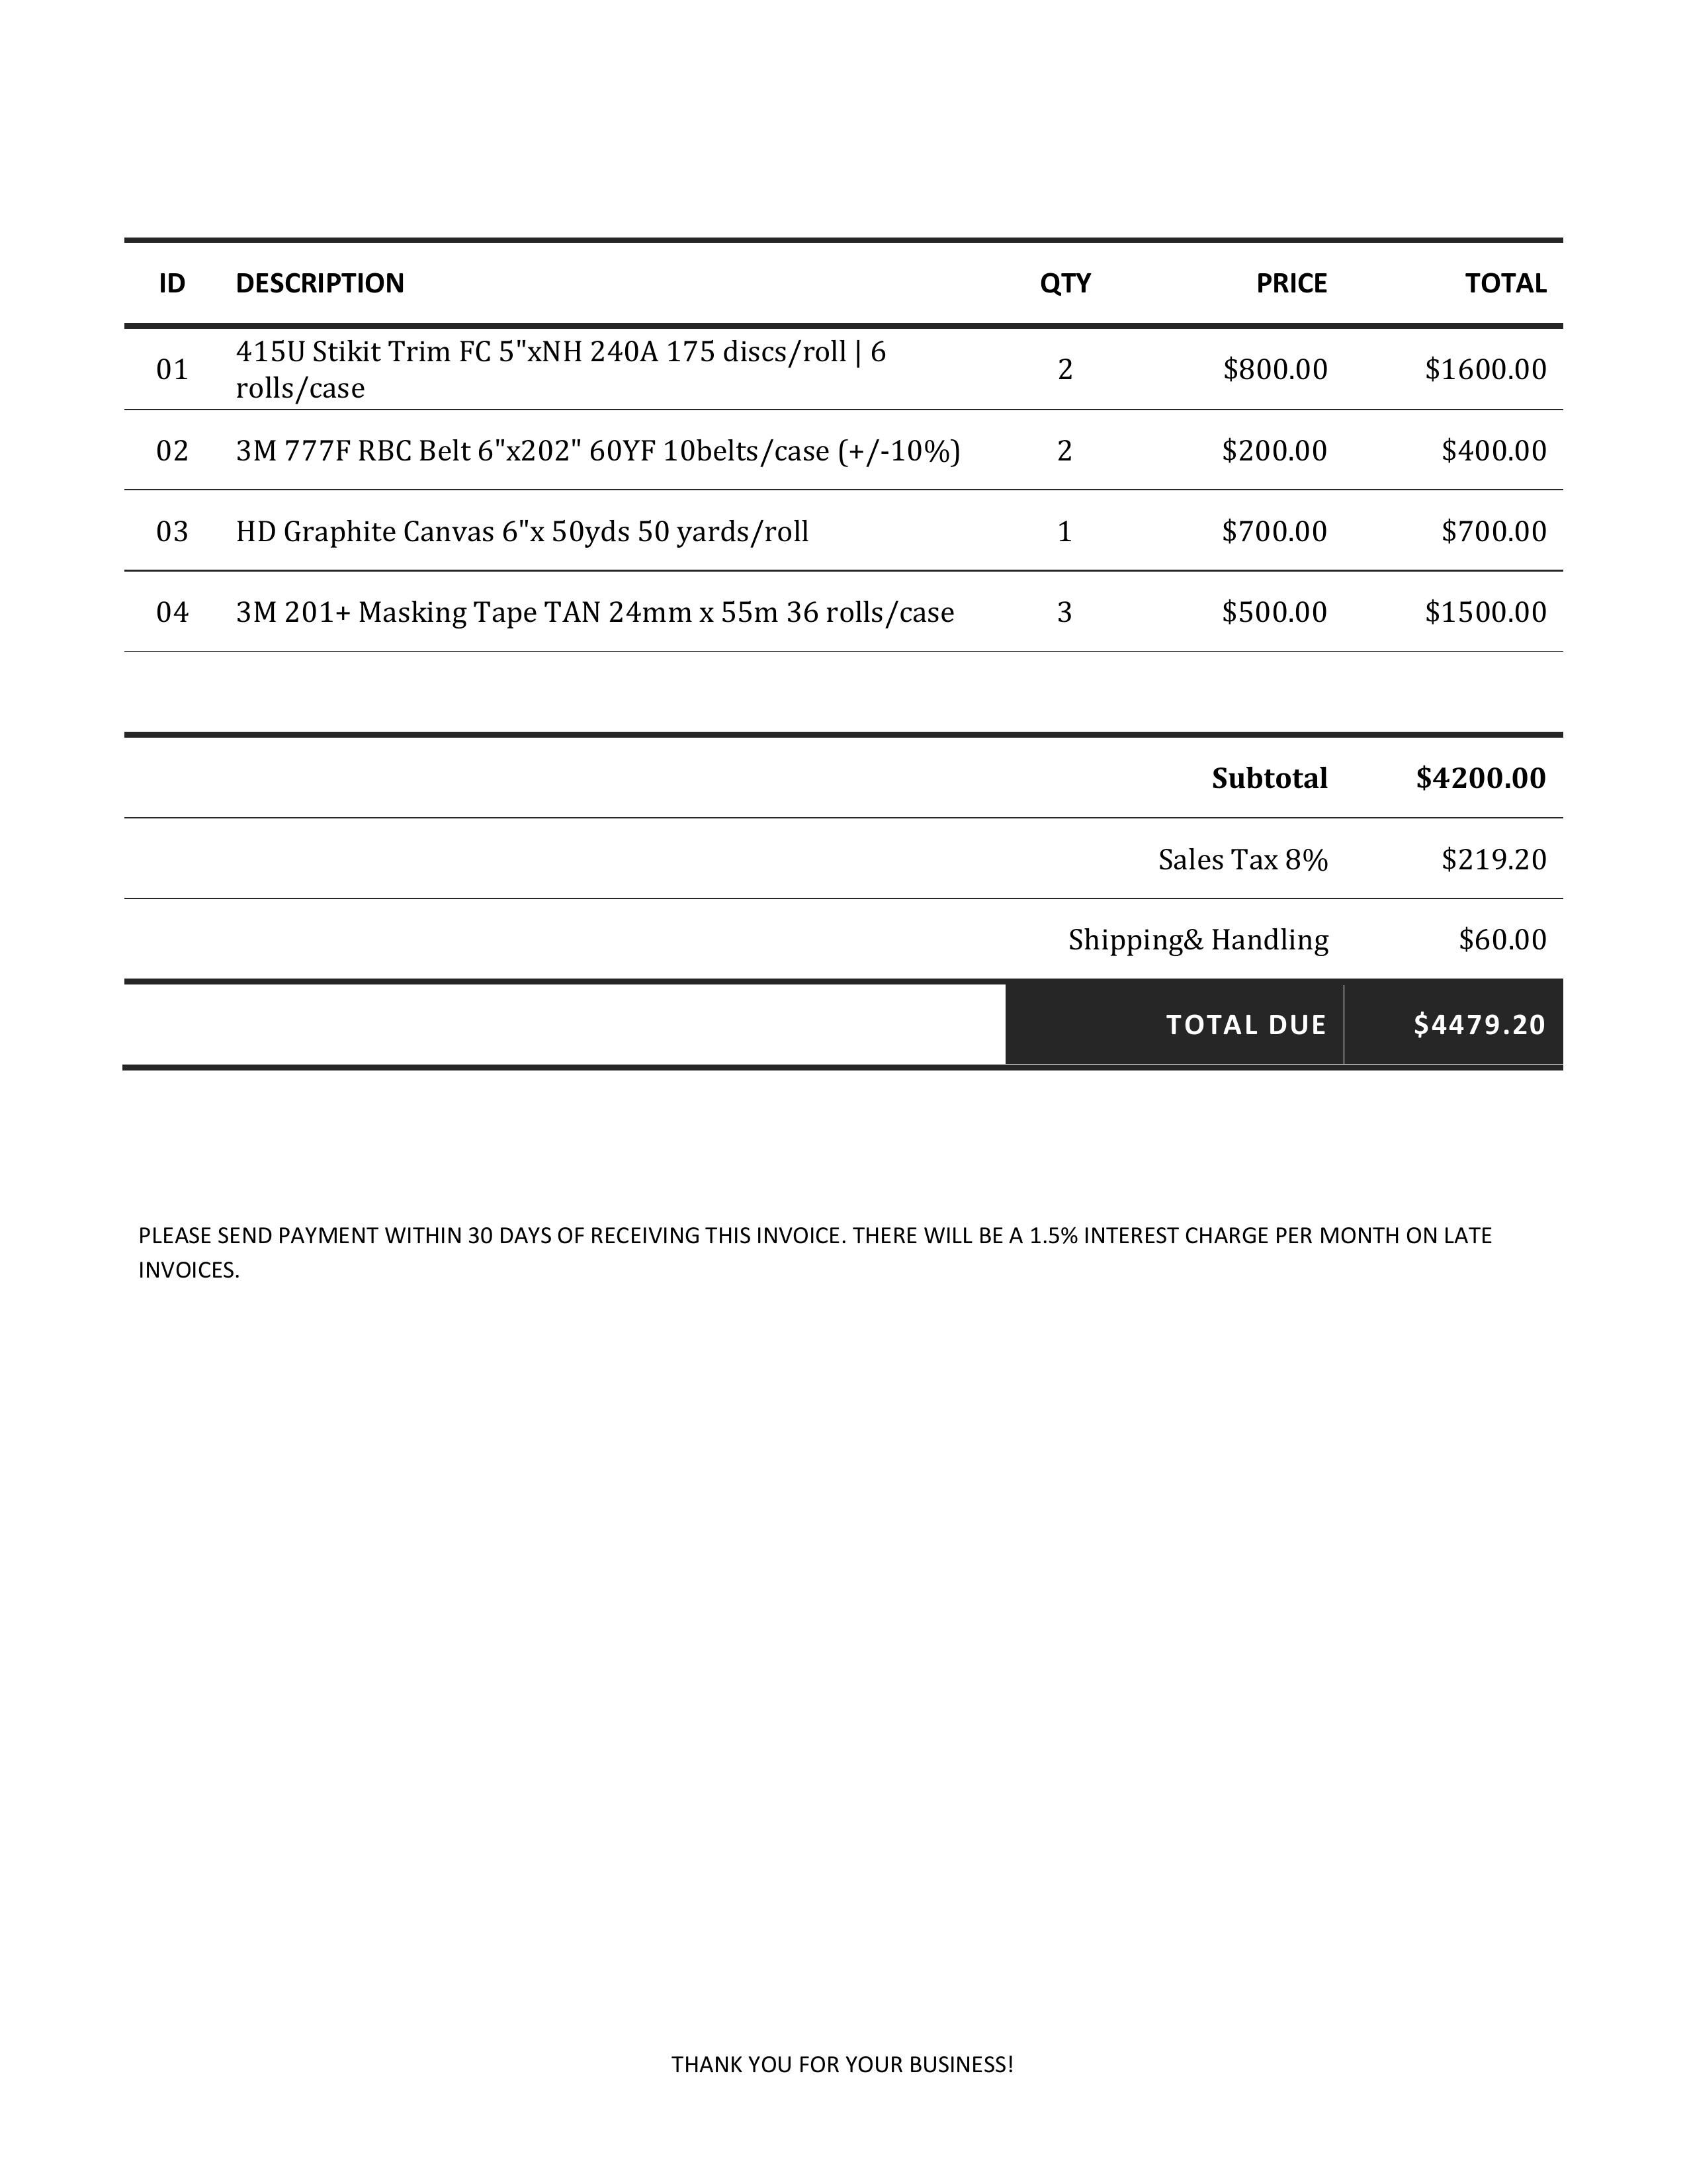 ID DESCRIPTION QTY PRICE TOTAL
01 415U Stikit Trim FC 5"xNH 240A 175 discs/roll | 6
rolls/case 2 $800.00 $1600.00
02 3M 777F RBC Belt 6"x202" 60YF 10belts/case (+/-10%) 2 $200.00 $400.00
03 HD Graphite Canvas 6"x 50yds 50 yards/roll 1 $700.00 $700.00
04 3M 201+ Masking Tape TAN 24mm x 55m 36 rolls/case 3 $500.00 $1500.00
Subtotal $4200.00
Sales Tax 8% $219.20
Shipping& Handling $60.00
TOTAL DUE $4479.20
PLEASE SEND PAYMENT WITHIN 30 DAYS OF RECEIVING THIS INVOICE. THERE WILL BE A 1.5% INTEREST CHARGE PER MONTH ON LATE
INVOICES.
THANK YOU FOR YOUR BUSINESS!